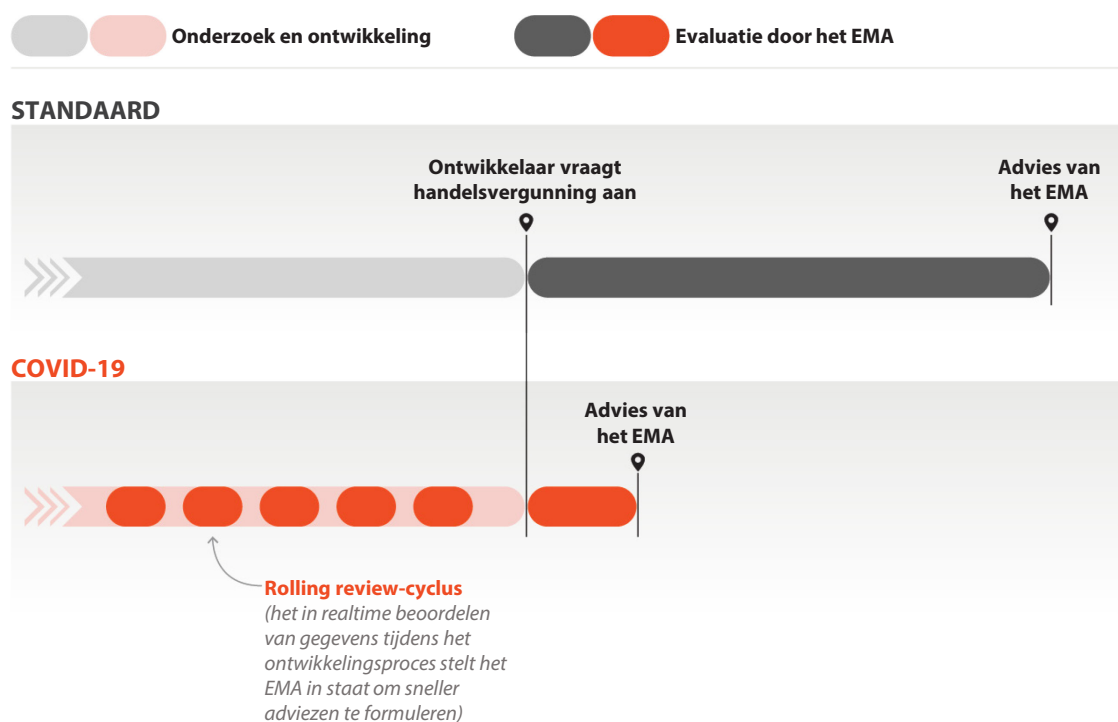 Onderzoek en ontwikkeling
Evaluatie door het EMA
STANDAARD
Ontwikkelaar vraagt
handelsvergunning aan
Advies van
het EMA
COVID-19
Advies van
het EMA
Rolling review-cyclus
(het in realtime beoordelen
van gegevens tijdens het
ontwikkelingsproces stelt het
EMA in staat om sneller
adviezen te formuleren)